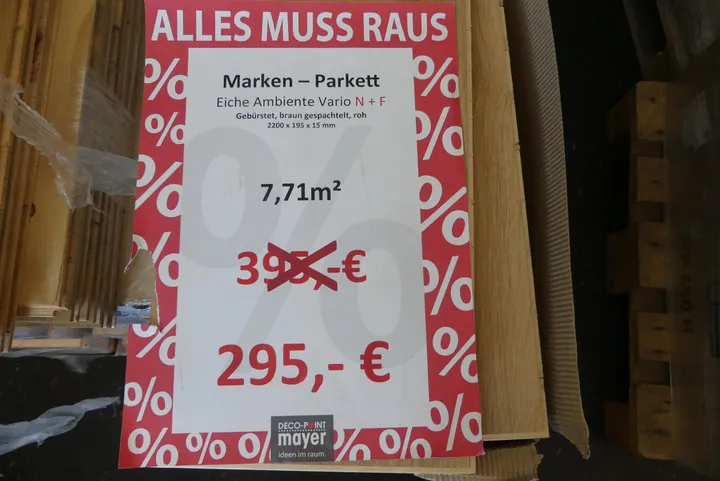 ALLES MUSS RAUS
Marken – Parkett
Eiche Ambiente Vario N + F
Gebürstet, braun gespachtelt, roh
2200 x 195 x 15 mm
7,71m²
395,-€
295,- €
DECO-POINT
mayer
ideen im raum.